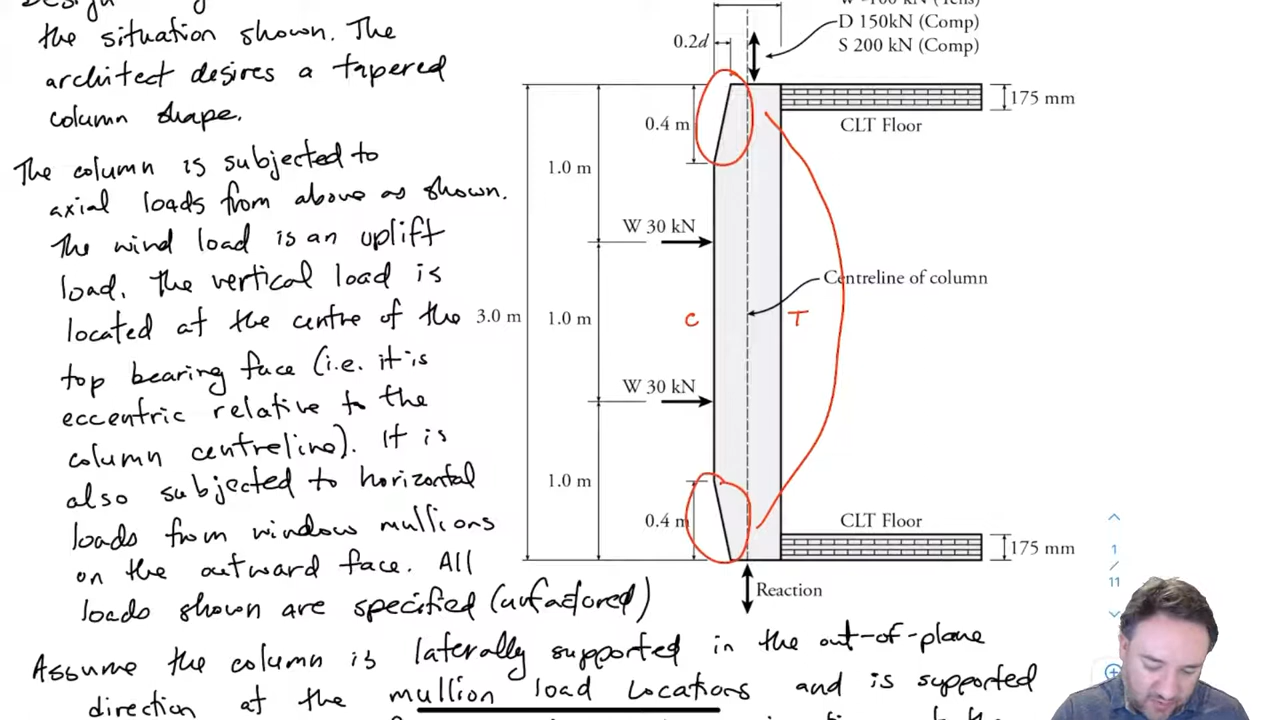 the situation shown. The
architect desires a tapered
column shape.
The column is subjected to
axial loads from above as shown.
The wind load is an uplift
load. The vertical load is
located at the centre of the
top bearing face (i.e. it is
eccentric relative to the
column centreline). It is
also subjected to horizontal
loads from window mullions
on the outward face. All
loads shown are specified (unfactored)
Assume the column is laterally supported in the out-of-plane
direction at the mullion load locations and is supported
D 150kN (Comp)
S 200 kN (Comp)
0.2d
0.4 m
175 mm
CLT Floor
1.0 m
W 30 kN
Centreline of column
3.0 m
1.0 m
C
T
W 30 kN
1.0 m
0.4 m
CLT Floor
175 mm
Reaction
1
/
11